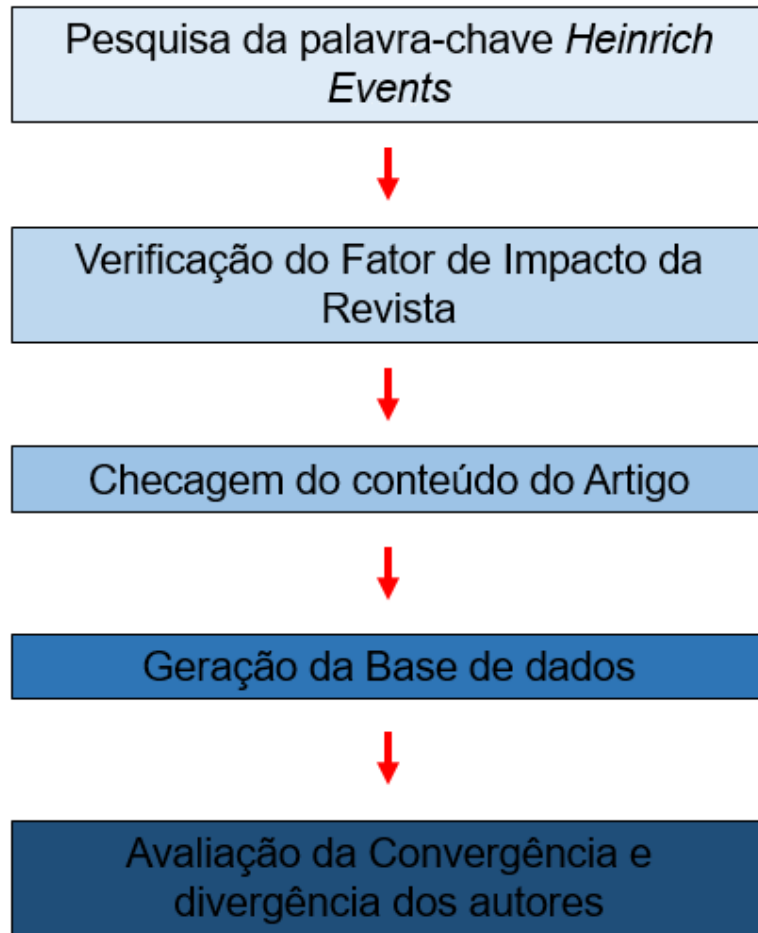 Pesquisa da palavra-chave Heinrich
Events
Verificação do Fator de Impacto da
Revista
Checagem do conteúdo do Artigo
Geração da Base de dados
Avaliação da Convergência e
divergência dos autores